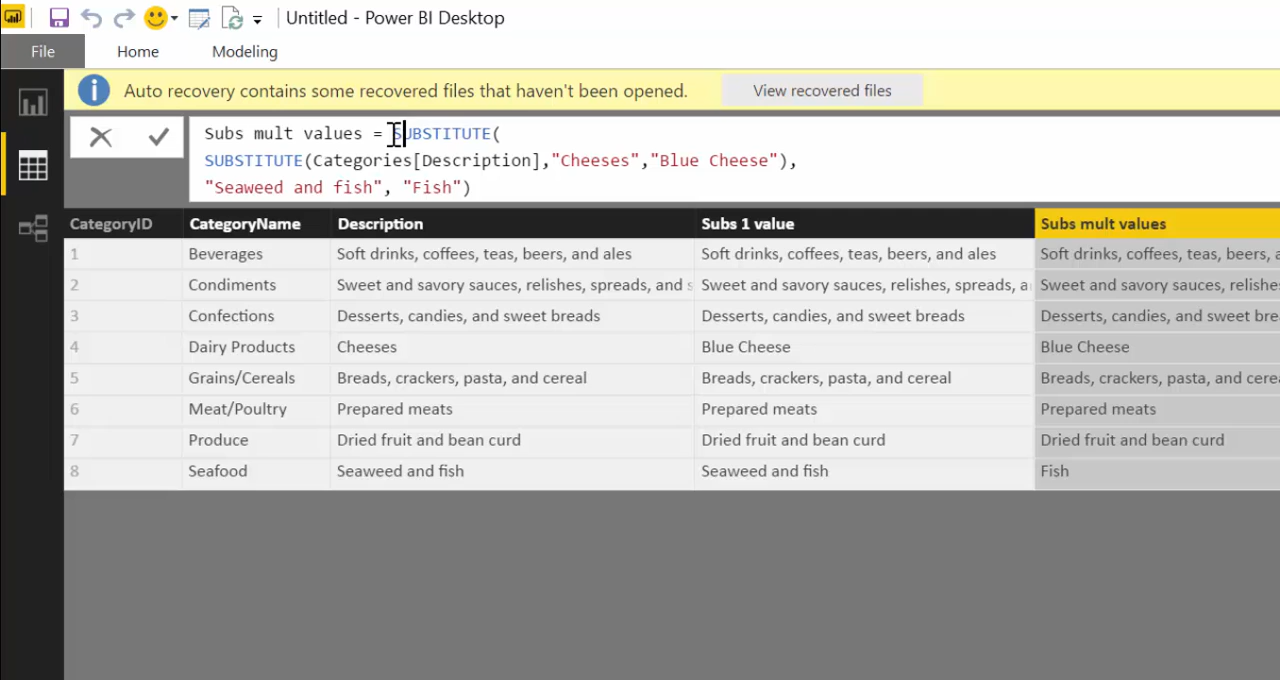 Untitled - Power BI Desktop
File Home Modeling
Auto recovery contains some recovered files that haven't been opened. View recovered files
Subs mult values = SUBSTITUTE(
SUBSTITUTE(Categories[Description],"Cheeses","Blue Cheese"),
"Seaweed and fish", "Fish")
CategoryID CategoryName Description Subs 1 value Subs mult values
1 Beverages Soft drinks, coffees, teas, beers, and ales Soft drinks, coffees, teas, beers, and ales Soft drinks, coffees, teas, beers,
2 Condiments Sweet and savory sauces, relishes, spreads, and Sweet and savory sauces, relishes, spreads, Sweet and savory sauces,
3 Confections Desserts, candies, and sweet breads Desserts, candies, and sweet breads Desserts, candies, and sweet
4 Dairy Products Cheeses Blue Cheese Blue Cheese
5 Grains/Cereals Breads, crackers, pasta, and cereal Breads, crackers, pasta, and cereal Breads, crackers, pasta, and
6 Meat/Poultry Prepared meats Prepared meats Prepared meats
7 Produce Dried fruit and bean curd Dried fruit and bean curd Dried fruit and bean curd
8 Seafood Seaweed and fish Seaweed and fish Fish